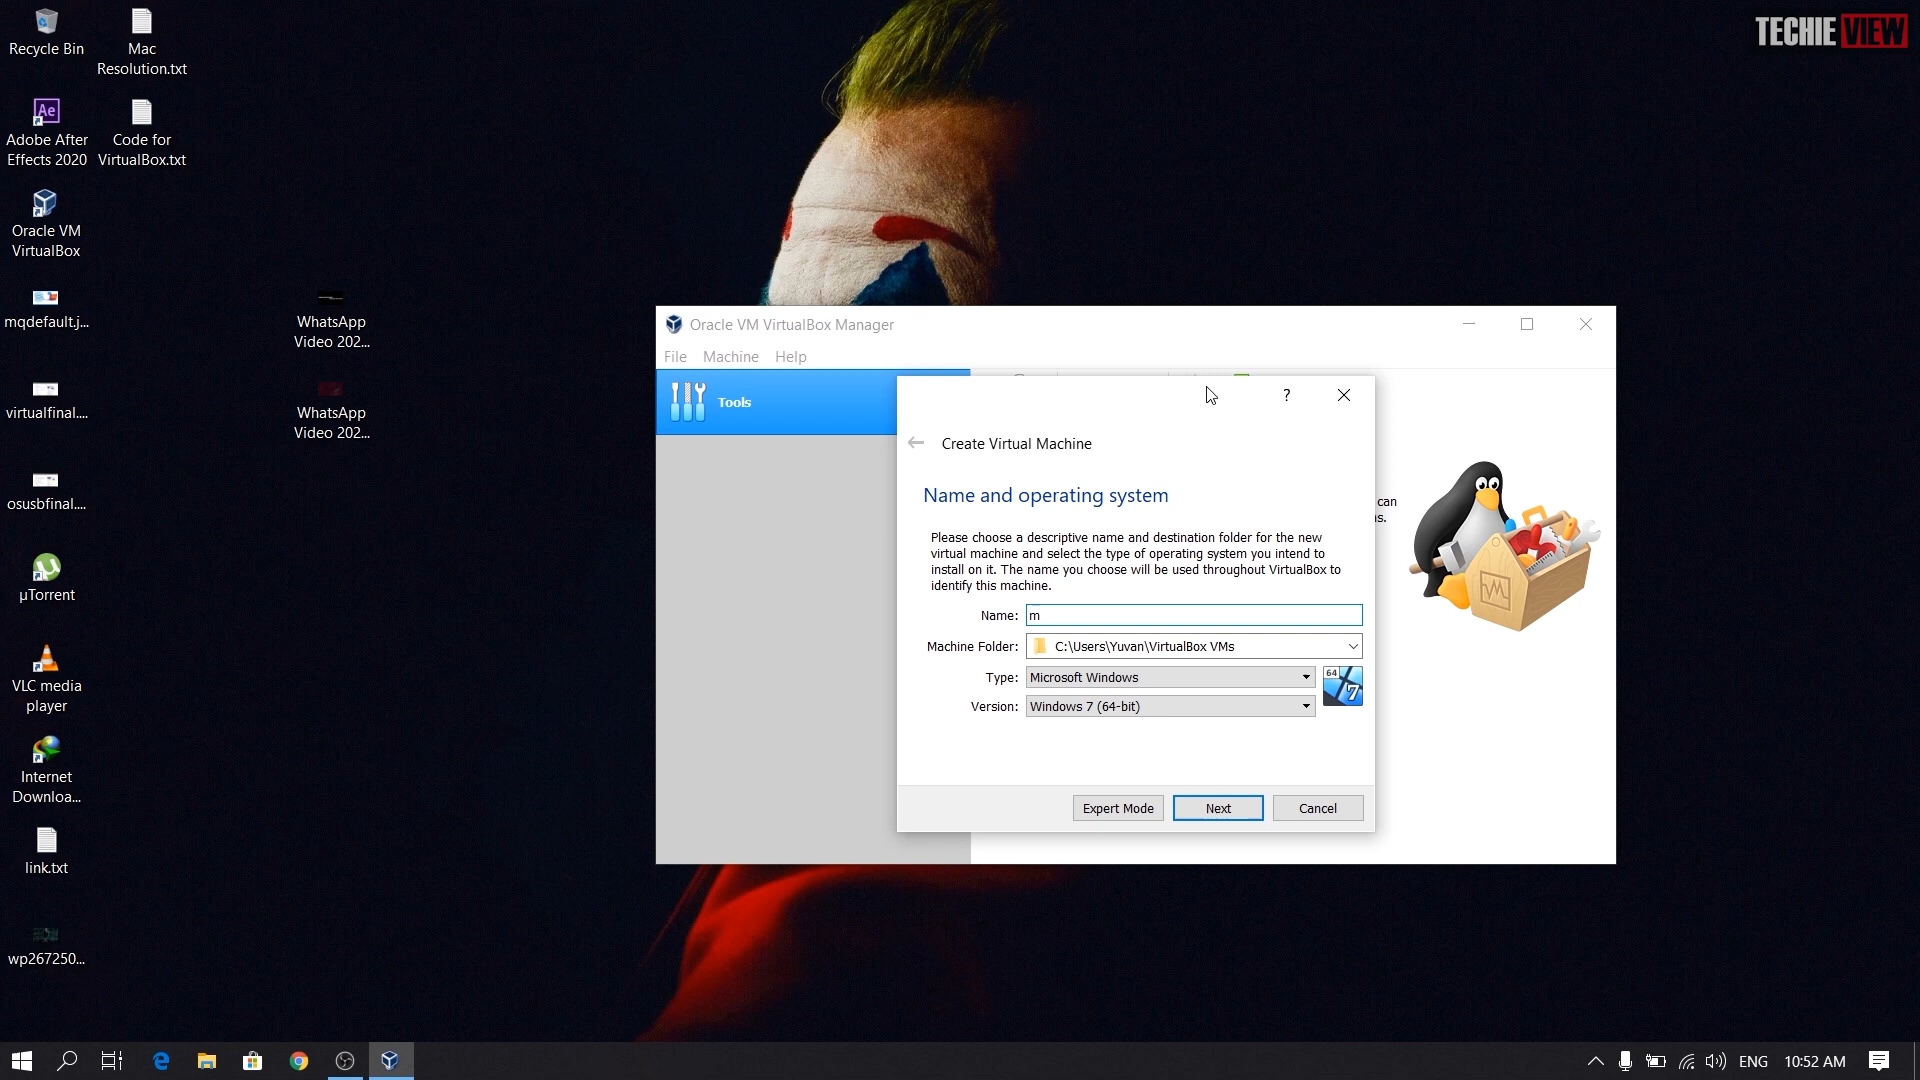 Recycle Bin
Mac
Resolution.txt
Adobe After
Effects 2020
Code for
VirtualBox.txt
Oracle VM
VirtualBox
mqdefault.j...
WhatsApp
Video 202...
virtualfinal....
WhatsApp
Video 202...
osusbfinal....
µTorrent
VLC media
player
Internet
Downloa...
link.txt
wp267250...
TECHIE VIEW
Oracle VM VirtualBox Manager
File Machine Help
Tools
can
s.
?
Create Virtual Machine
Name and operating system
Please choose a descriptive name and destination folder for the new
virtual machine and select the type of operating system you intend to
install on it. The name you choose will be used throughout VirtualBox to
identify this machine.
Name: m
Machine Folder: C:\Users\Yuvan\VirtualBox VMs
Type: Microsoft Windows
64
7
Version: Windows 7 (64-bit)
Expert Mode Next Cancel
ENG 10:52 AM